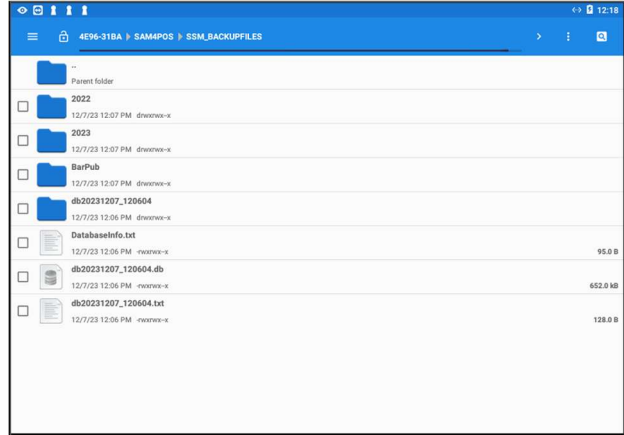 12:18
4E96-31BA SAM4POS SSM_BACKUPFILES
..
Parent folder
2022
12/7/23 12:07 PM drwxrwx--x
2023
12/7/23 12:07 PM drwxrwx--x
BarPub
12/7/23 12:07 PM drwxrwx--x
db20231207_120604
12/7/23 12:06 PM drwxrwx--x
DatabaseInfo.txt
12/7/23 12:06 PM -rwxrwx--x 95.0 B
db20231207_120604.db
12/7/23 12:06 PM -rwxrwx--x 652.0 kB
db20231207_120604.txt
12/7/23 12:06 PM -rwxrwx--x 128.0 B